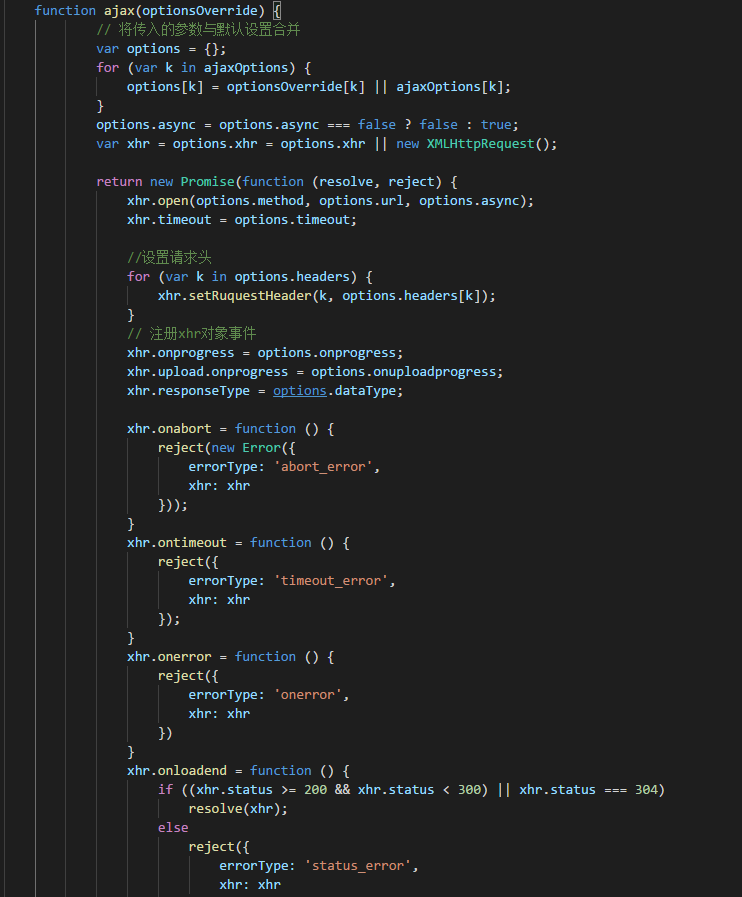 function ajax(optionsOverride) {
// 将传入的参数与默认设置合并
var options = {};
for (var k in ajaxOptions) {
options[k] = optionsOverride[k] || ajaxOptions[k];
}
options.async = options.async === false ? false : true;
var xhr = options.xhr = options.xhr || new XMLHttpRequest();
return new Promise(function (resolve, reject) {
xhr.open(options.method, options.url, options.async);
xhr.timeout = options.timeout;
//设置请求头
for (var k in options.headers) {
xhr.setRuquestHeader(k, options.headers[k]);
}
// 注册xhr对象事件
xhr.onprogress = options.onprogress;
xhr.upload.onprogress = options.onuploadprogress;
xhr.responseType = options.dataType;
xhr.onabort = function () {
reject(new Error({
errorType: 'abort_error',
xhr: xhr
}));
}
xhr.ontimeout = function () {
reject({
errorType: 'timeout_error',
xhr: xhr
});
}
xhr.onerror = function () {
reject({
errorType: 'onerror',
xhr: xhr
})
}
xhr.onloadend = function () {
if ((xhr.status >= 200 && xhr.status < 300) || xhr.status === 304)
resolve(xhr);
else
reject({
errorType: 'status_error',
xhr: xhr